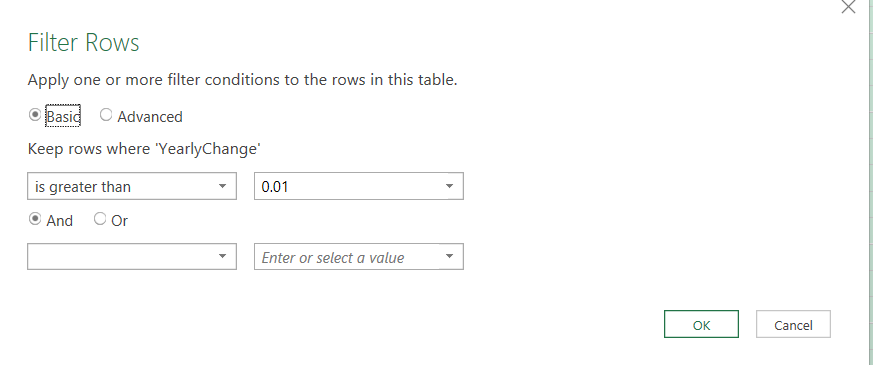 Filter Rows
Apply one or more filter conditions to the rows in this table.
Basic Advanced
Keep rows where 'YearlyChange'
is greater than 0.01
And Or
Enter or select a value
OK Cancel